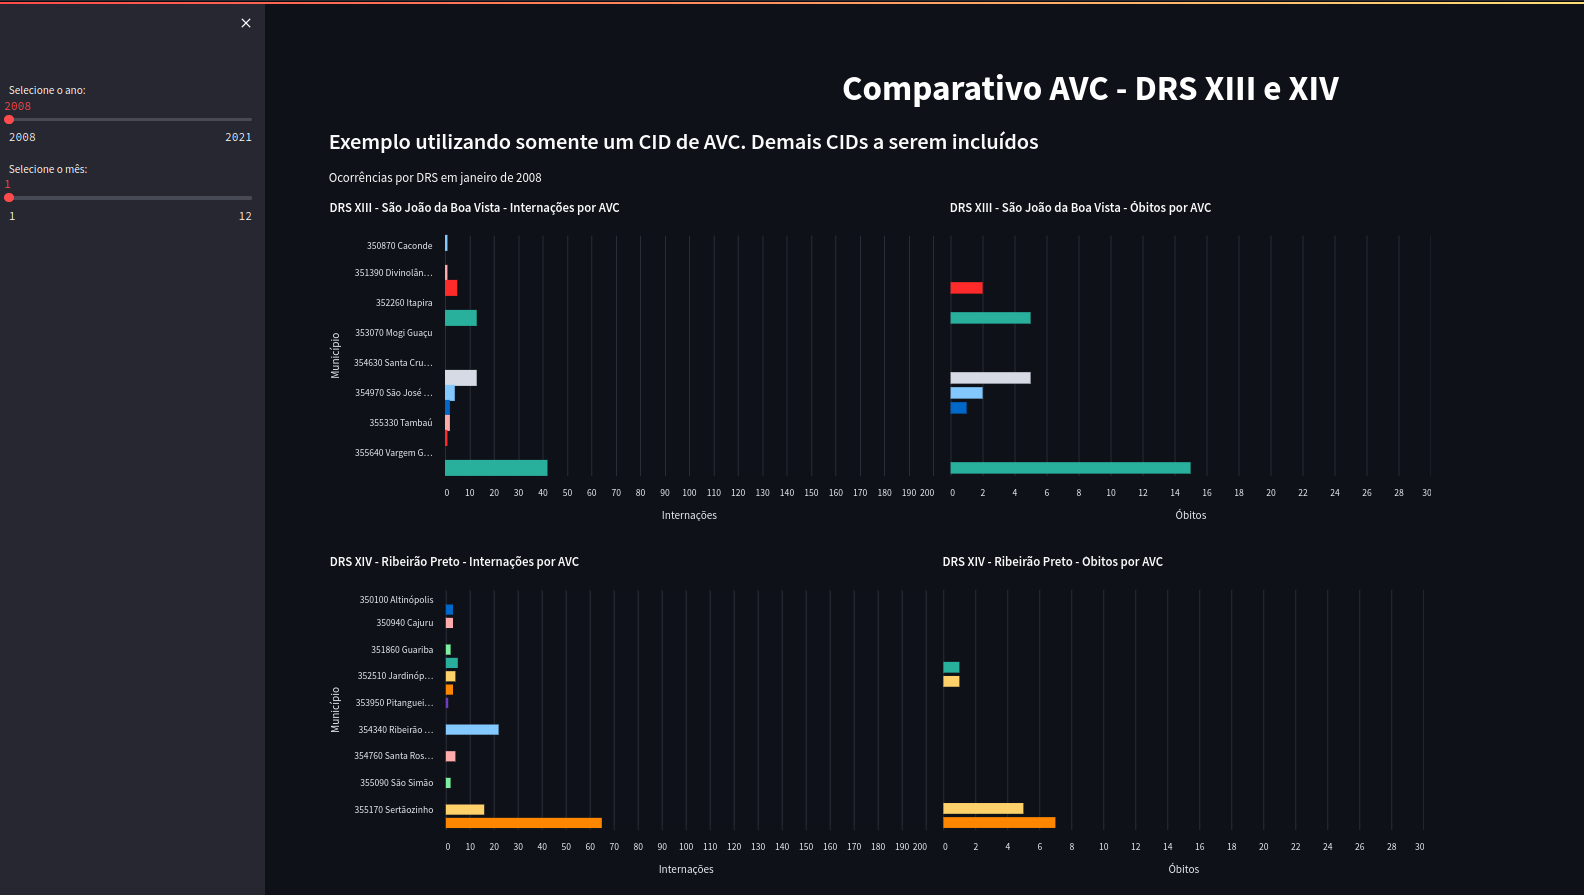 ×
Selecione o ano:
2008
2008 2021
Selecione o mês:
1
1 12
Comparativo AVC - DRS XIII e XIV
Exemplo utilizando somente um CID de AVC. Demais CIDs a serem incluídos
Ocorrências por DRS em janeiro de 2008
DRS XIII - São João da Boa Vista - Internações por AVC
Município
350870 Caconde
351390 Divinolân…
352260 Itapira
353070 Mogi Guaçu
354630 Santa Cru…
354970 São José …
355330 Tambaú
355640 Vargem G…
0 10 20 30 40 50 60 70 80 90 100 110 120 130 140 150 160 170 180 190 200
Internações
DRS XIII - São João da Boa Vista - Óbitos por AVC
0 2 4 6 8 10 12 14 16 18 20 22 24 26 28 30
Óbitos
DRS XIV - Ribeirão Preto - Internações por AVC
Município
350100 Altinópolis
350940 Cajuru
351860 Guariba
352510 Jardinóp…
353950 Pitanguei…
354340 Ribeirão …
354760 Santa Ros…
355090 São Simão
355170 Sertãozinho
0 10 20 30 40 50 60 70 80 90 100 110 120 130 140 150 160 170 180 190 200
Internações
DRS XIV - Ribeirão Preto - Óbitos por AVC
0 2 4 6 8 10 12 14 16 18 20 22 24 26 28 30
Óbitos